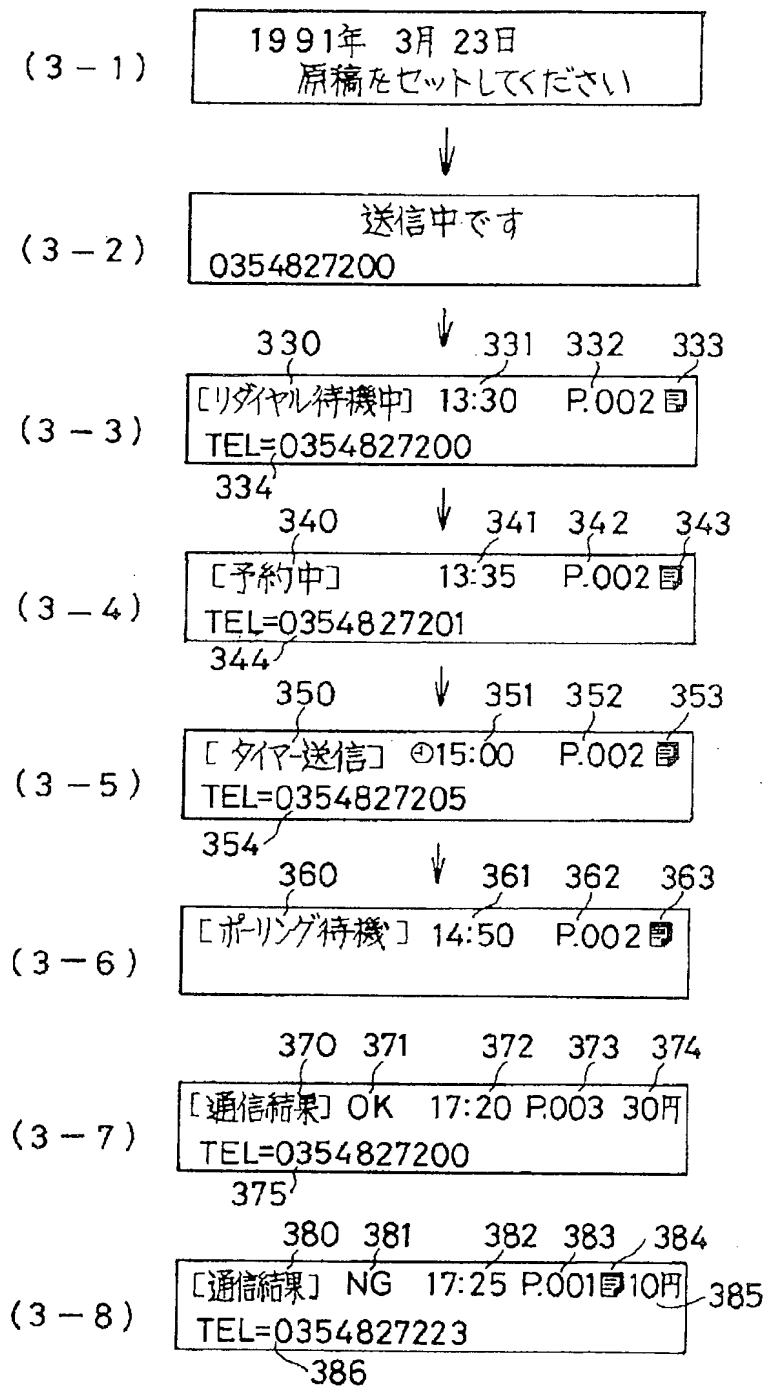 (3-1)
1991年 3月 23日
原稿をセットしてください
(3-2)
送信中です
0354827200
330 331 332 333
(3-3)
[リダイヤル待機中] 13:30 P.002
TEL=0354827200
334
340 341 342 343
(3-4)
[予約中] 13:35 P.002
TEL=0354827201
344
350 351 352 353
(3-5)
[タイマー送信] 15:00 P.002
TEL=0354827205
354
360 361 362 363
(3-6)
[ポーリング待機] 14:50 P.002
370 371 372 373 374
(3-7)
[通信結果] OK 17:20 P.003 30円
TEL=0354827200
375
380 381 382 383 384
(3-8)
[通信結果] NG 17:25 P.001 10円 385
TEL=0354827223
386